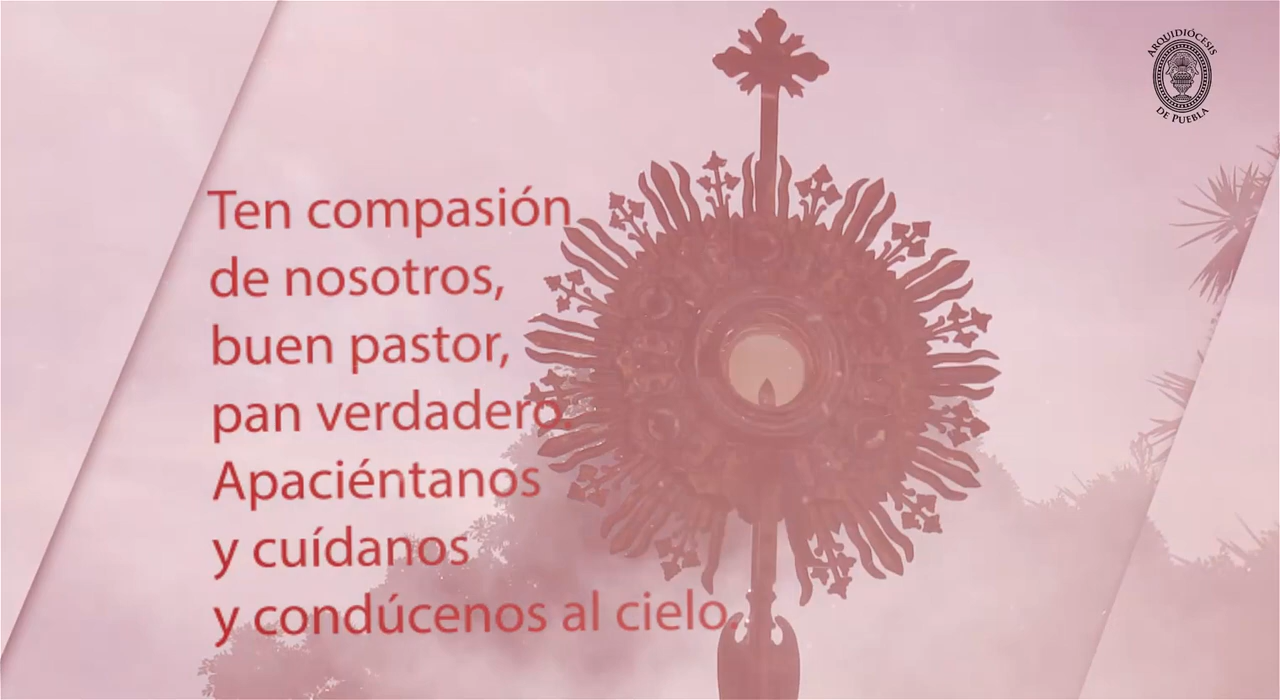 ARQUIDIÓCESIS
DE PUEBLA
Ten compasión
de nosotros,
buen pastor,
pan verdadero.
Apaciéntanos
y cuídanos
y condúcenos al cielo.